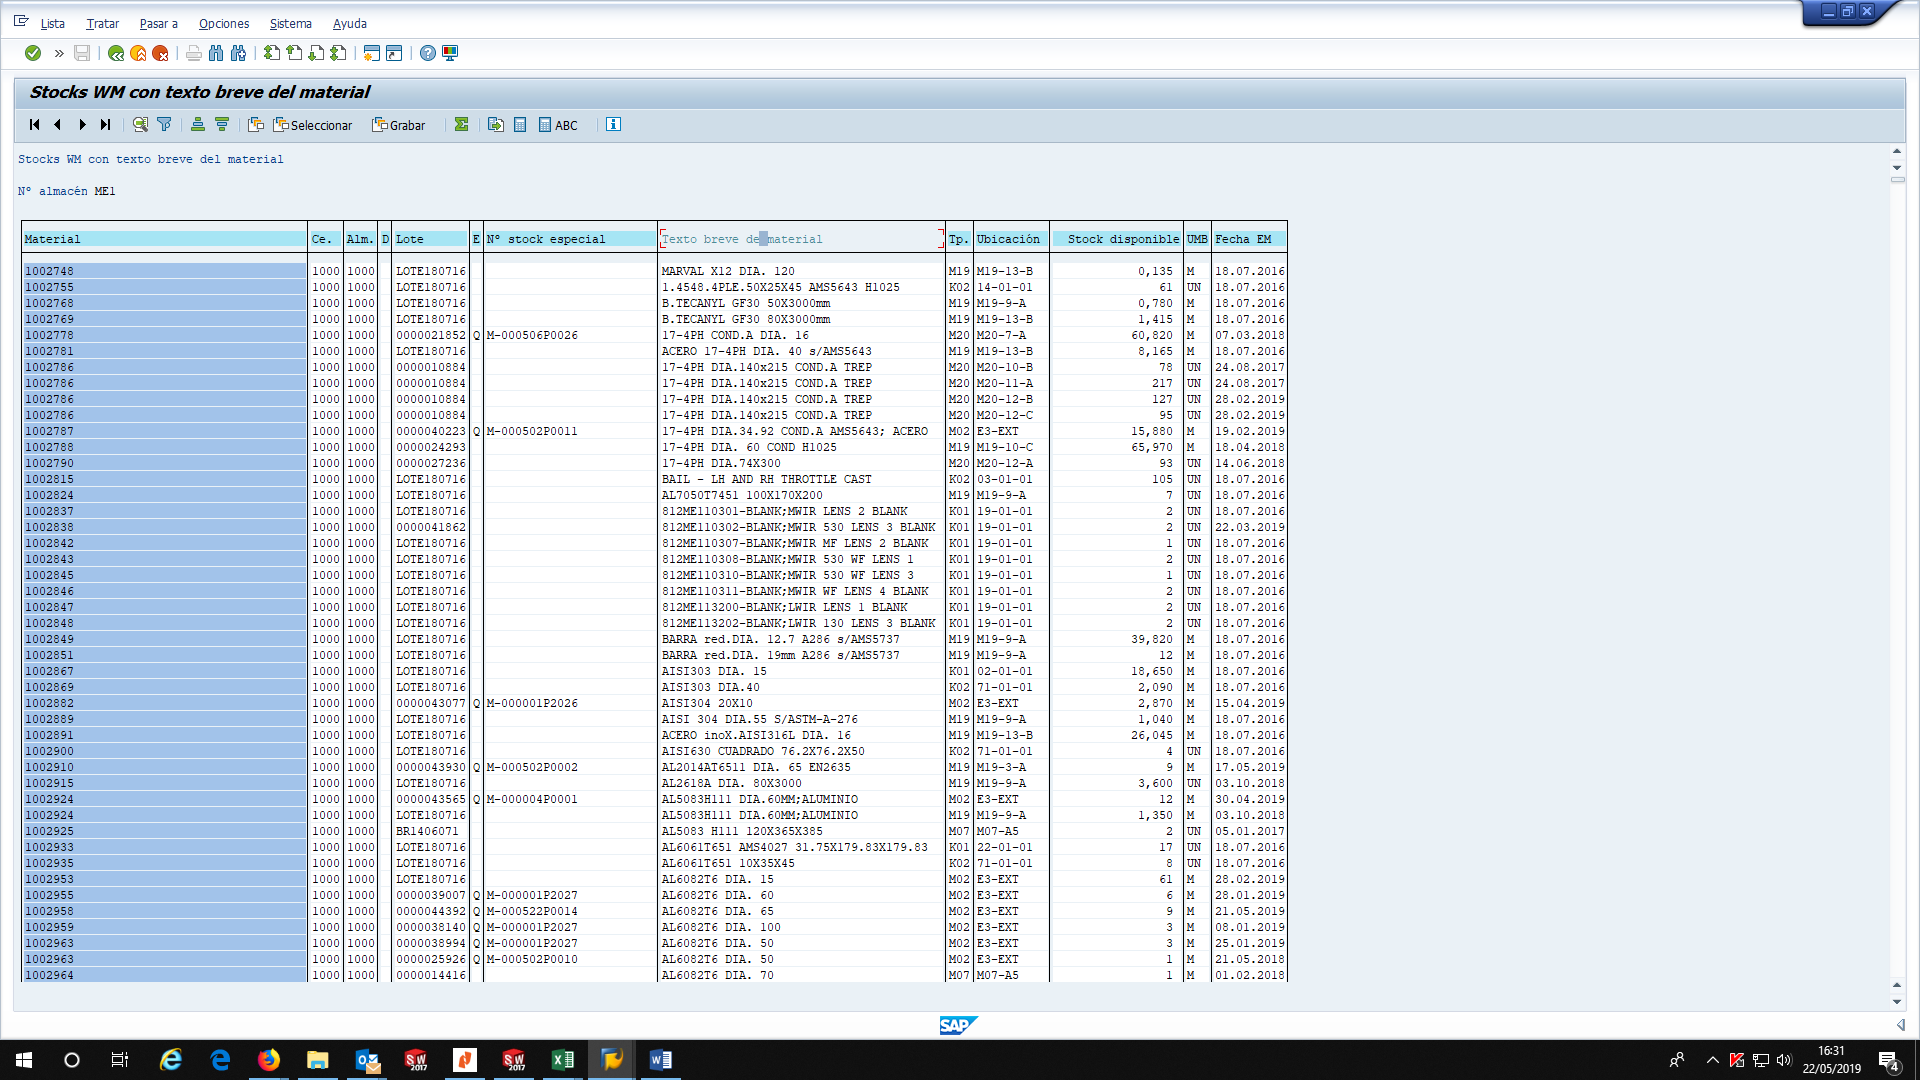 Lista Tratar Pasar a Opciones Sistema Ayuda
Stocks WM con texto breve del material
Seleccionar Grabar ABC
Stocks WM con texto breve del material
Nº almacén ME1
Material Ce. Alm. D Lote E Nº stock especial Texto breve de material Tp. Ubicación Stock disponible UMB Fecha EM
1002748 1000 1000 LOTE180716 MARVAL X12 DIA. 120 M19 M19-13-B 0,135 M 18.07.2016
1002755 1000 1000 LOTE180716 1.4548.4PLE.50X25X45 AMS5643 H1025 K02 14-01-01 61 UN 18.07.2016
1002768 1000 1000 LOTE180716 B.TECANYL GF30 50X3000mm M19 M19-9-A 0,780 M 18.07.2016
1002769 1000 1000 LOTE180716 B.TECANYL GF30 80X3000mm M19 M19-13-B 1,415 M 18.07.2016
1002778 1000 1000 0000021852 Q M-000506P0026 17-4PH COND.A DIA. 16 M20 M20-7-A 60,820 M 07.03.2018
1002781 1000 1000 LOTE180716 ACERO 17-4PH DIA. 40 s/AMS5643 M19 M19-13-B 8,165 M 18.07.2016
1002786 1000 1000 0000010884 17-4PH DIA.140x215 COND.A TREP M20 M20-10-B 78 UN 24.08.2017
1002786 1000 1000 0000010884 17-4PH DIA.140x215 COND.A TREP M20 M20-11-A 217 UN 24.08.2017
1002786 1000 1000 0000010884 17-4PH DIA.140x215 COND.A TREP M20 M20-12-B 127 UN 28.02.2019
1002786 1000 1000 0000010884 17-4PH DIA.140x215 COND.A TREP M20 M20-12-C 95 UN 28.02.2019
1002787 1000 1000 0000040223 Q M-000502P0011 17-4PH DIA.34.92 COND.A AMS5643; ACERO M02 E3-EXT 15,880 M 19.02.2019
1002788 1000 1000 0000024293 17-4PH DIA. 60 COND H1025 M19 M19-10-C 65,970 M 18.04.2018
1002790 1000 1000 0000027236 17-4PH DIA.74X300 M20 M20-12-A 93 UN 14.06.2018
1002815 1000 1000 LOTE180716 BAIL - LH AND RH THROTTLE CAST K02 03-01-01 105 UN 18.07.2016
1002824 1000 1000 LOTE180716 AL7050T7451 100X170X200 M19 M19-9-A 7 UN 18.07.2016
1002837 1000 1000 LOTE180716 812ME110301-BLANK;MWIR LENS 2 BLANK K01 19-01-01 2 UN 18.07.2016
1002838 1000 1000 0000041862 812ME110302-BLANK;MWIR 530 LENS 3 BLANK K01 19-01-01 2 UN 22.03.2019
1002842 1000 1000 LOTE180716 812ME110307-BLANK;MWIR MF LENS 2 BLANK K01 19-01-01 1 UN 18.07.2016
1002843 1000 1000 LOTE180716 812ME110308-BLANK;MWIR 530 WF LENS 1 K01 19-01-01 2 UN 18.07.2016
1002845 1000 1000 LOTE180716 812ME110310-BLANK;MWIR 530 WF LENS 3 K01 19-01-01 1 UN 18.07.2016
1002846 1000 1000 LOTE180716 812ME110311-BLANK;MWIR WF LENS 4 BLANK K01 19-01-01 2 UN 18.07.2016
1002847 1000 1000 LOTE180716 812ME113200-BLANK;LWIR LENS 1 BLANK K01 19-01-01 2 UN 18.07.2016
1002848 1000 1000 LOTE180716 812ME113202-BLANK;LWIR 130 LENS 3 BLANK K01 19-01-01 2 UN 18.07.2016
1002849 1000 1000 LOTE180716 BARRA red.DIA. 12.7 A286 s/AMS5737 M19 M19-9-A 39,820 M 18.07.2016
1002851 1000 1000 LOTE180716 BARRA red.DIA. 19mm A286 s/AMS5737 M19 M19-9-A 12 M 18.07.2016
1002867 1000 1000 LOTE180716 AISI303 DIA. 15 K01 02-01-01 18,650 M 18.07.2016
1002869 1000 1000 LOTE180716 AISI303 DIA.40 K02 71-01-01 2,090 M 18.07.2016
1002882 1000 1000 0000043077 Q M-000001P2026 AISI304 20X10 M02 E3-EXT 2,870 M 15.04.2019
1002889 1000 1000 LOTE180716 AISI 304 DIA.55 S/ASTM-A-276 M19 M19-9-A 1,040 M 18.07.2016
1002891 1000 1000 LOTE180716 ACERO inoX.AISI316L DIA. 16 M19 M19-13-B 26,045 M 18.07.2016
1002900 1000 1000 LOTE180716 AISI630 CUADRADO 76.2X76.2X50 K02 71-01-01 4 UN 18.07.2016
1002910 1000 1000 0000043930 Q M-000502P0002 AL2014AT6511 DIA. 65 EN2635 M19 M19-3-A 9 M 17.05.2019
1002915 1000 1000 LOTE180716 AL2618A DIA. 80X3000 M19 M19-9-A 3,600 UN 03.10.2018
1002924 1000 1000 0000043565 Q M-000004P0001 AL5083H111 DIA.60MM;ALUMINIO M02 E3-EXT 12 M 30.04.2019
1002924 1000 1000 LOTE180716 AL5083H111 DIA.60MM;ALUMINIO M19 M19-9-A 1,350 M 03.10.2018
1002925 1000 1000 BR1406071 AL5083 H111 120X365X385 M07 M07-A5 2 UN 05.01.2017
1002933 1000 1000 LOTE180716 AL6061T651 AMS4027 31.75X179.83X179.83 K01 22-01-01 17 UN 18.07.2016
1002935 1000 1000 LOTE180716 AL6061T651 10X35X45 K02 71-01-01 8 UN 18.07.2016
1002953 1000 1000 LOTE180716 AL6082T6 DIA. 15 M02 E3-EXT 61 M 28.02.2019
1002955 1000 1000 0000039007 Q M-000001P2027 AL6082T6 DIA. 60 M02 E3-EXT 6 M 28.01.2019
1002958 1000 1000 0000044392 Q M-000522P0014 AL6082T6 DIA. 65 M02 E3-EXT 9 M 21.05.2019
1002959 1000 1000 0000038140 Q M-000001P2027 AL6082T6 DIA. 100 M02 E3-EXT 3 M 08.01.2019
1002963 1000 1000 0000038994 Q M-000001P2027 AL6082T6 DIA. 50 M02 E3-EXT 3 M 25.01.2019
1002963 1000 1000 0000025926 Q M-000502P0010 AL6082T6 DIA. 50 M02 E3-EXT 1 M 21.05.2018
1002964 1000 1000 0000014416 AL6082T6 DIA. 70 M07 M07-A5 1 M 01.02.2018
SAP
SW 2017
SW 2017
16:31
22/05/2019
4